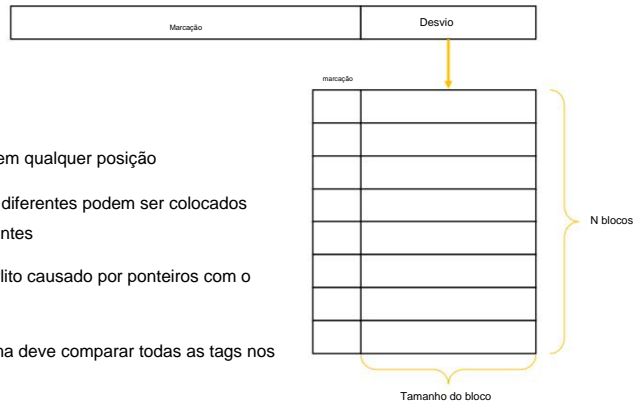 Marcação
Desvio
marcação
em qualquer posição
diferentes podem ser colocados
ntes
lito causado por ponteiros com o
na deve comparar todas as tags nos
N blocos
Tamanho do bloco